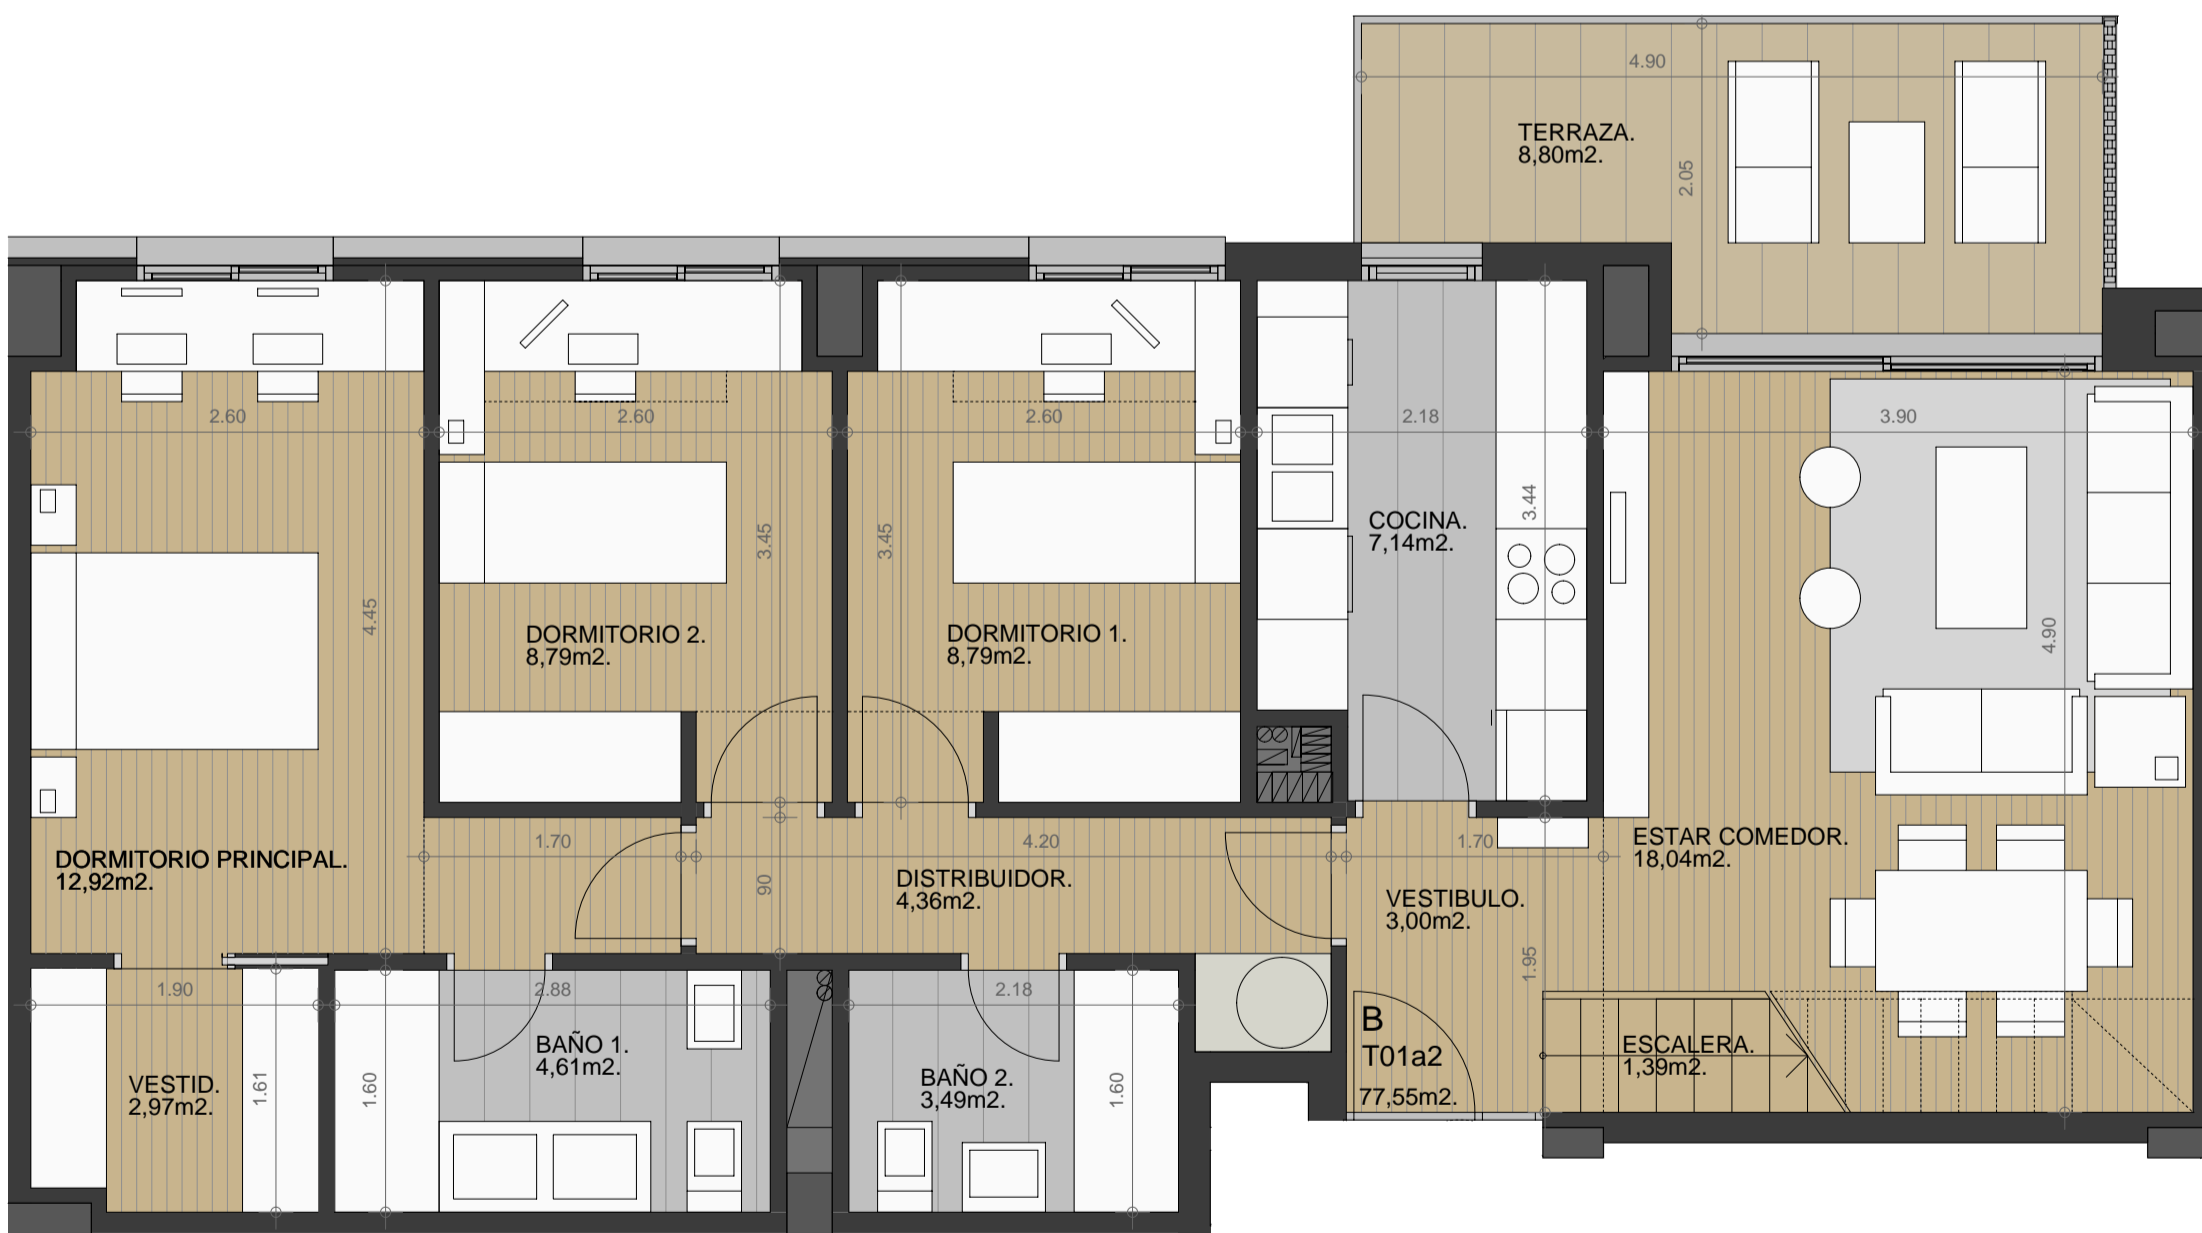 4.90
TERRAZA.
8,80m2.
2.05
2.60
2.60
2.60
2.18
3.90
4.45
3.45
3.45
3.44
4.90
COCINA.
7,14m2.
DORMITORIO 2.
8,79m2.
DORMITORIO 1.
8,79m2.
DORMITORIO PRINCIPAL.
12,92m2.
1.70
90
4.20
DISTRIBUIDOR.
4,36m2.
1.70
VESTIBULO.
3,00m2.
1.95
ESTAR COMEDOR.
18,04m2.
1.90
VESTID.
2,97m2.
1.61
2.88
BAÑO 1.
4,61m2.
1.60
2.18
BAÑO 2.
3,49m2.
1.60
B
T01a2
77,55m2.
ESCALERA.
1,39m2.